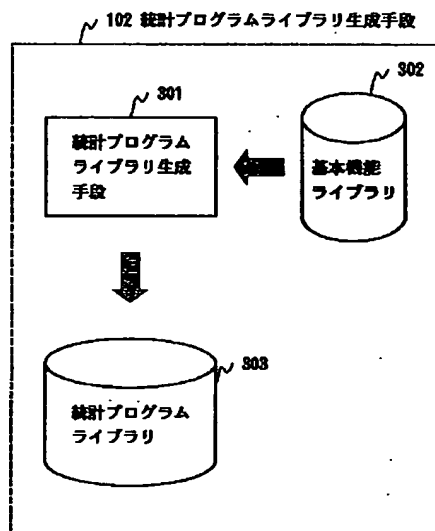 102 統計プログラムライブラリ生成手段
301
302
統計プログラム
ライブラリ生成
手段
基本機能
ライブラリ
303
統計プログラム
ライブラリ